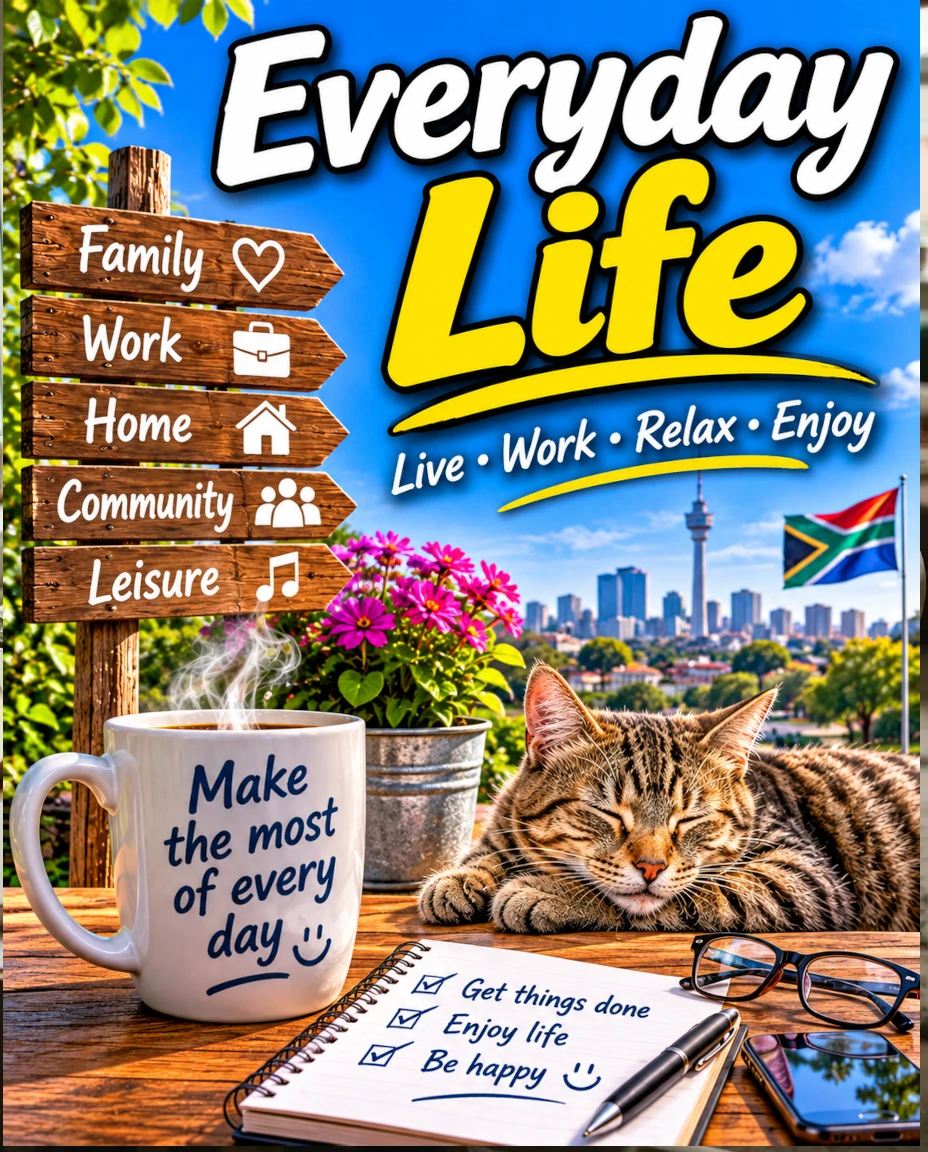 Everyday
Life
Live • Work • Relax • Enjoy
Family
Work
Home
Community
Leisure
Make
the most
of every
day
Get things done
Enjoy life
Be happy